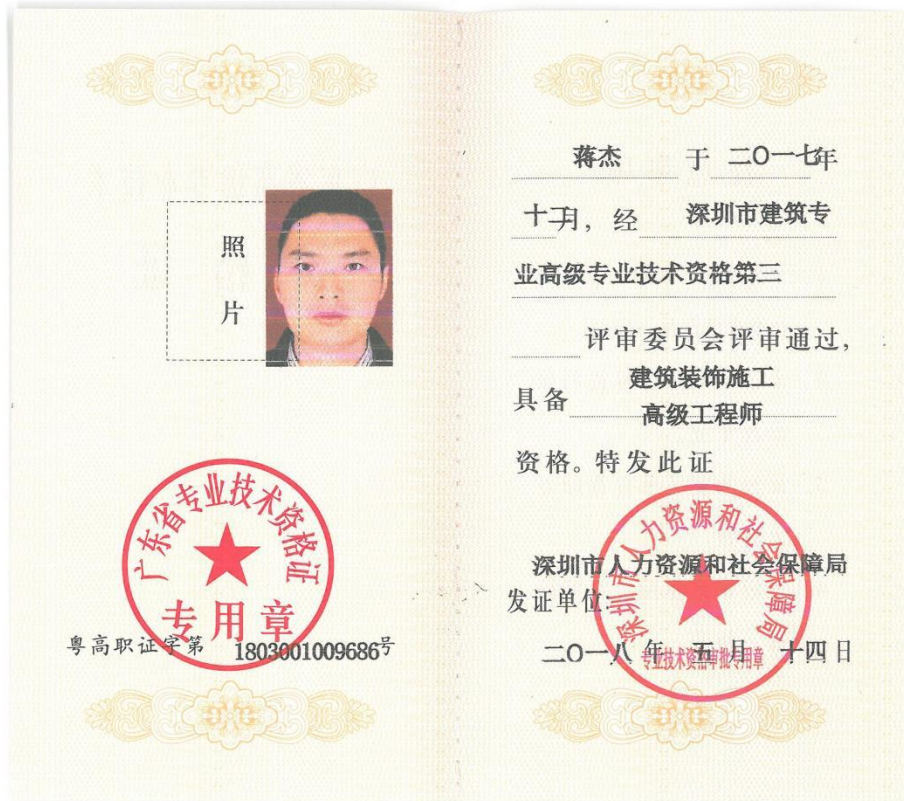 照
片
广东省专业技术资格证
专用章
粤高职证字第 1803001009686号
蒋杰 于 二〇一七年
十二月，经 深圳市建筑专
业高级专业技术资格第三
评审委员会评审通过，
具备 建筑装饰施工
高级工程师
资格。特发此证
深圳市人力资源和社会保障局
深圳市人力资源和社会保障局
发证单位:
二〇一八 年 五 月 十四 日
专业技术资格审批专用章